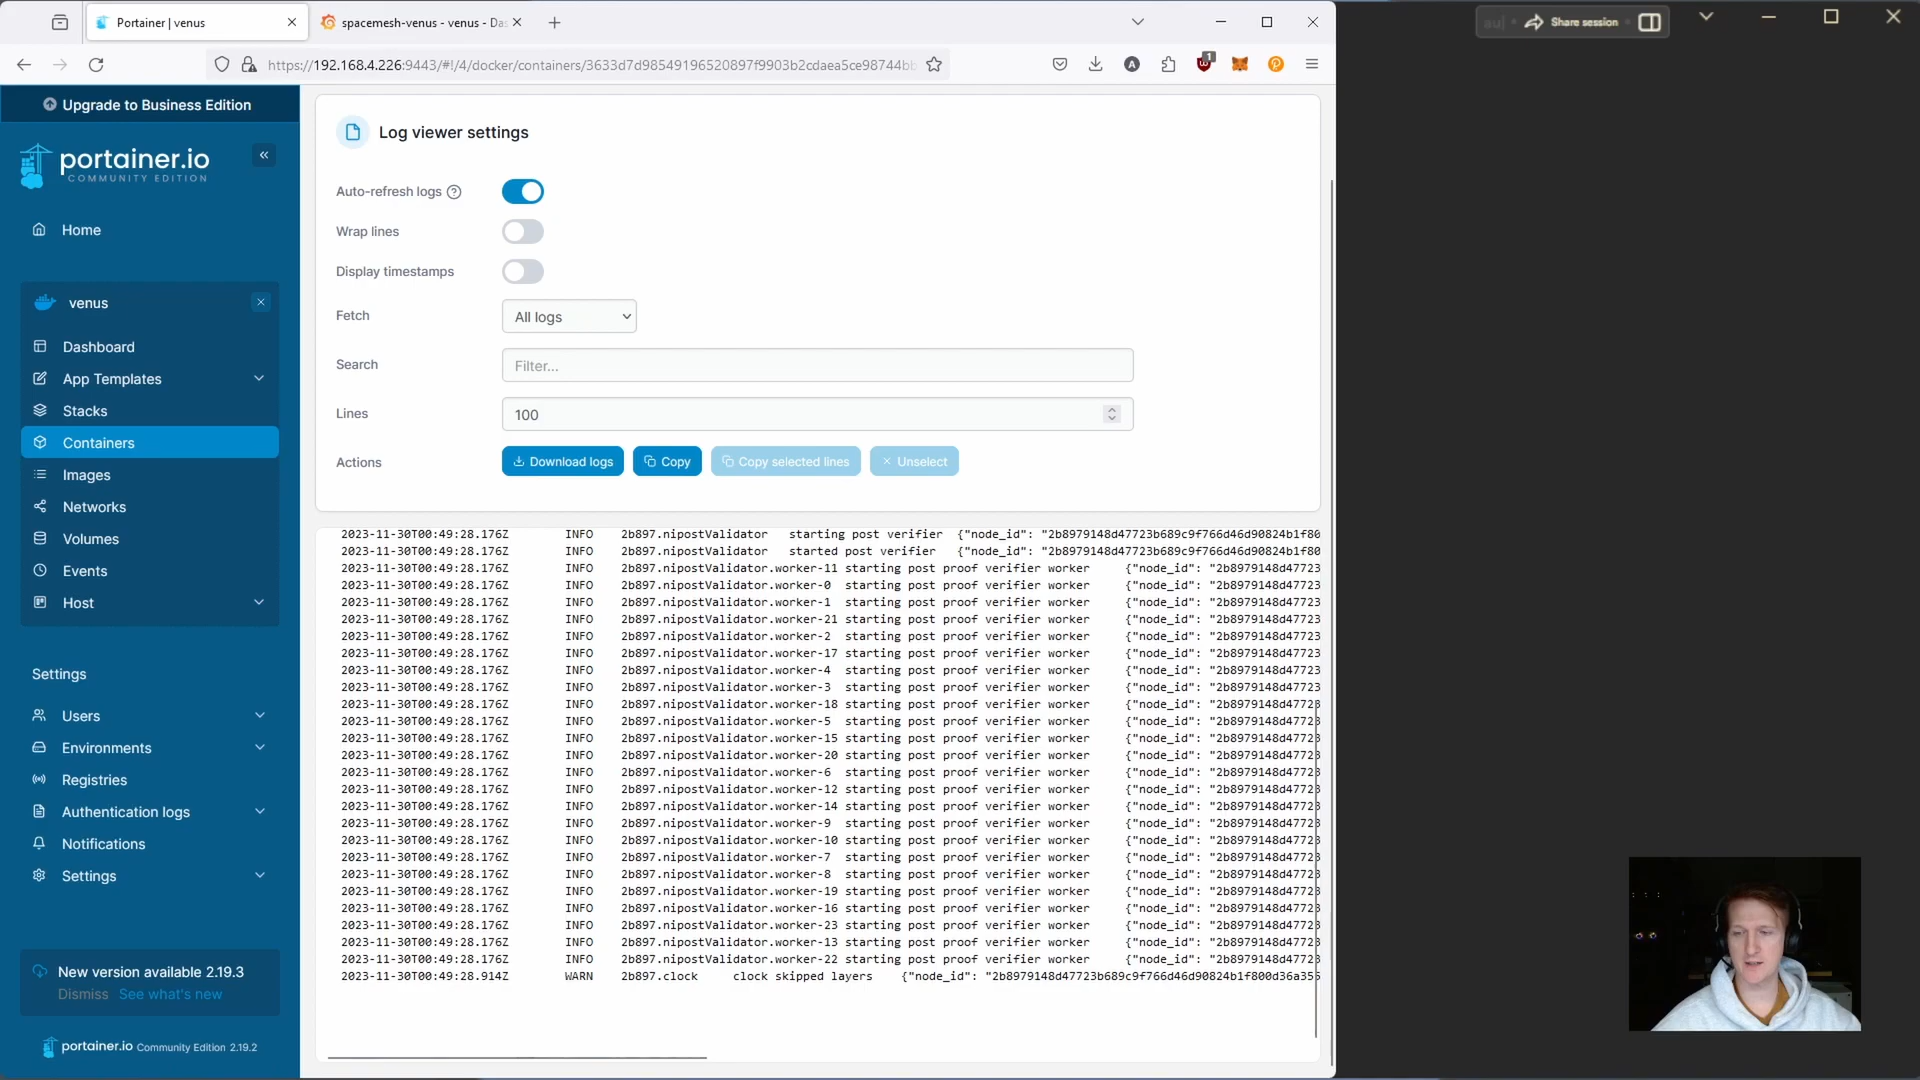 Portainer | venus
spacemesh-venus - venus - Da
Share session
https://192.168.4.226:9443/#!/4/docker/containers/3633d7d98549196520897f9903b2cdaea5ce98744bb
1
Upgrade to Business Edition
portainer.io
COMMUNITY EDITION
Home
venus
Dashboard
App Templates
Stacks
Containers
Images
Networks
Volumes
Events
Host
Settings
Users
Environments
Registries
Authentication logs
Notifications
Settings
New version available 2.19.3
Dismiss See what's new
portainer.io Community Edition 2.19.2
Log viewer settings
Auto-refresh logs
Wrap lines
Display timestamps
Fetch All logs
Search Filter...
Lines 100
Actions Download logs Copy Copy selected lines Unselect
2023-11-30T00:49:28.176Z INFO 2b897.nipostValidator starting post verifier {"node_id": "2b8979148d47723b689c9f766d46d90824b1f80
2023-11-30T00:49:28.176Z INFO 2b897.nipostValidator started post verifier {"node_id": "2b8979148d47723b689c9f766d46d90824b1f80
2023-11-30T00:49:28.176Z INFO 2b897.nipostValidator.worker-11 starting post proof verifier worker {"node_id": "2b8979148d47723
2023-11-30T00:49:28.176Z INFO 2b897.nipostValidator.worker-0 starting post proof verifier worker {"node_id": "2b8979148d47723
2023-11-30T00:49:28.176Z INFO 2b897.nipostValidator.worker-1 starting post proof verifier worker {"node_id": "2b8979148d47723
2023-11-30T00:49:28.176Z INFO 2b897.nipostValidator.worker-21 starting post proof verifier worker {"node_id": "2b8979148d47723
2023-11-30T00:49:28.176Z INFO 2b897.nipostValidator.worker-2 starting post proof verifier worker {"node_id": "2b8979148d47723
2023-11-30T00:49:28.176Z INFO 2b897.nipostValidator.worker-17 starting post proof verifier worker {"node_id": "2b8979148d47723
2023-11-30T00:49:28.176Z INFO 2b897.nipostValidator.worker-4 starting post proof verifier worker {"node_id": "2b8979148d47723
2023-11-30T00:49:28.176Z INFO 2b897.nipostValidator.worker-3 starting post proof verifier worker {"node_id": "2b8979148d47723
2023-11-30T00:49:28.176Z INFO 2b897.nipostValidator.worker-18 starting post proof verifier worker {"node_id": "2b8979148d47723
2023-11-30T00:49:28.176Z INFO 2b897.nipostValidator.worker-5 starting post proof verifier worker {"node_id": "2b8979148d47723
2023-11-30T00:49:28.176Z INFO 2b897.nipostValidator.worker-15 starting post proof verifier worker {"node_id": "2b8979148d47723
2023-11-30T00:49:28.176Z INFO 2b897.nipostValidator.worker-20 starting post proof verifier worker {"node_id": "2b8979148d47723
2023-11-30T00:49:28.176Z INFO 2b897.nipostValidator.worker-6 starting post proof verifier worker {"node_id": "2b8979148d47723
2023-11-30T00:49:28.176Z INFO 2b897.nipostValidator.worker-12 starting post proof verifier worker {"node_id": "2b8979148d47723
2023-11-30T00:49:28.176Z INFO 2b897.nipostValidator.worker-14 starting post proof verifier worker {"node_id": "2b8979148d47723
2023-11-30T00:49:28.176Z INFO 2b897.nipostValidator.worker-9 starting post proof verifier worker {"node_id": "2b8979148d47723
2023-11-30T00:49:28.176Z INFO 2b897.nipostValidator.worker-10 starting post proof verifier worker {"node_id": "2b8979148d47723
2023-11-30T00:49:28.176Z INFO 2b897.nipostValidator.worker-7 starting post proof verifier worker {"node_id": "2b8979148d47723
2023-11-30T00:49:28.176Z INFO 2b897.nipostValidator.worker-8 starting post proof verifier worker {"node_id": "2b8979148d47723
2023-11-30T00:49:28.176Z INFO 2b897.nipostValidator.worker-19 starting post proof verifier worker {"node_id": "2b8979148d47723
2023-11-30T00:49:28.176Z INFO 2b897.nipostValidator.worker-16 starting post proof verifier worker {"node_id": "2b8979148d47723
2023-11-30T00:49:28.176Z INFO 2b897.nipostValidator.worker-23 starting post proof verifier worker {"node_id": "2b8979148d47723
2023-11-30T00:49:28.176Z INFO 2b897.nipostValidator.worker-13 starting post proof verifier worker {"node_id": "2b8979148d47723
2023-11-30T00:49:28.176Z INFO 2b897.nipostValidator.worker-22 starting post proof verifier worker {"node_id": "2b8979148d47723
2023-11-30T00:49:28.914Z WARN 2b897.clock clock skipped layers {"node_id": "2b8979148d47723b689c9f766d46d90824b1f800d36a355